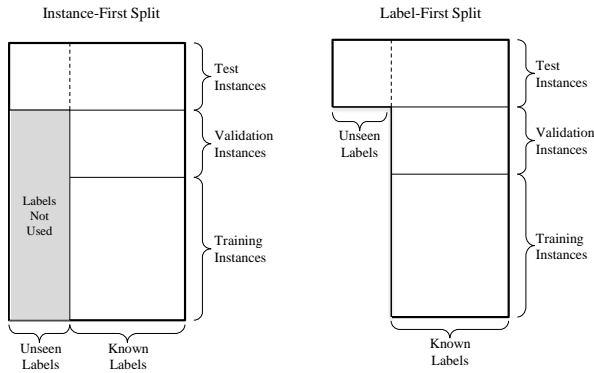 Instance-First Split
Test
Instances
Validation
Instances
Labels
Not
Used
Training
Instances
Unseen
Labels
Known
Labels
Label-First Split
Test
Instances
Unseen
Labels
Validation
Instances
Training
Instances
Known
Labels